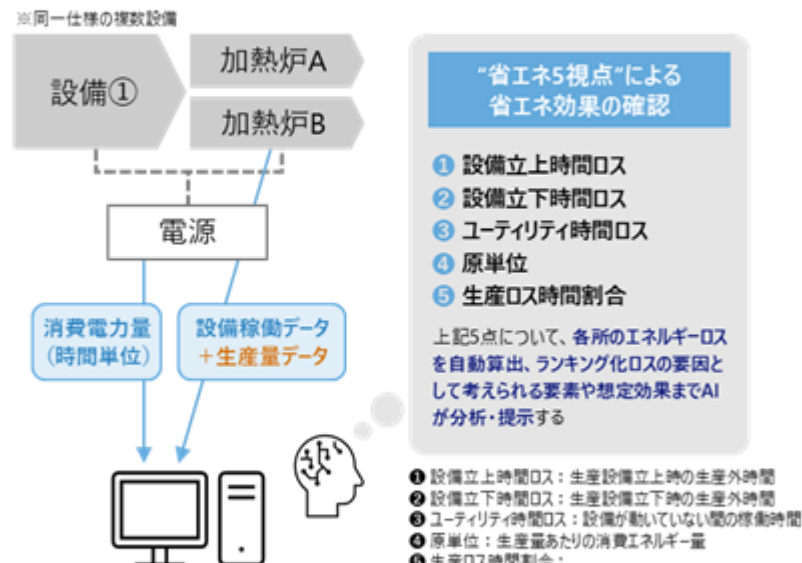 ※同一仕様の複数設備
設備①
加熱炉A
加熱炉B
電源
消費電力量
(時間単位)
設備稼働データ
+生産量データ
“省エネ5視点”による
省エネ効果の確認
❶ 設備立上時間ロス
❷ 設備立下時間ロス
❸ ユーティリティ時間ロス
❹ 原単位
❺ 生産ロス時間割合
上記5点について、各所のエネルギーロス
を自動算出、ランキング化ロスの要因と
して考えられる要素や想定効果までAI
が分析・提示する
❶ 設備立上時間ロス：生産設備立上時の生産外時間
❷ 設備立下時間ロス：生産設備立下時の生産外時間
❸ ユーティリティ時間ロス：設備が動いていない間の稼働時間
❹ 原単位：生産量あたりの消費エネルギー量
❺ 生産ロス時間割合：